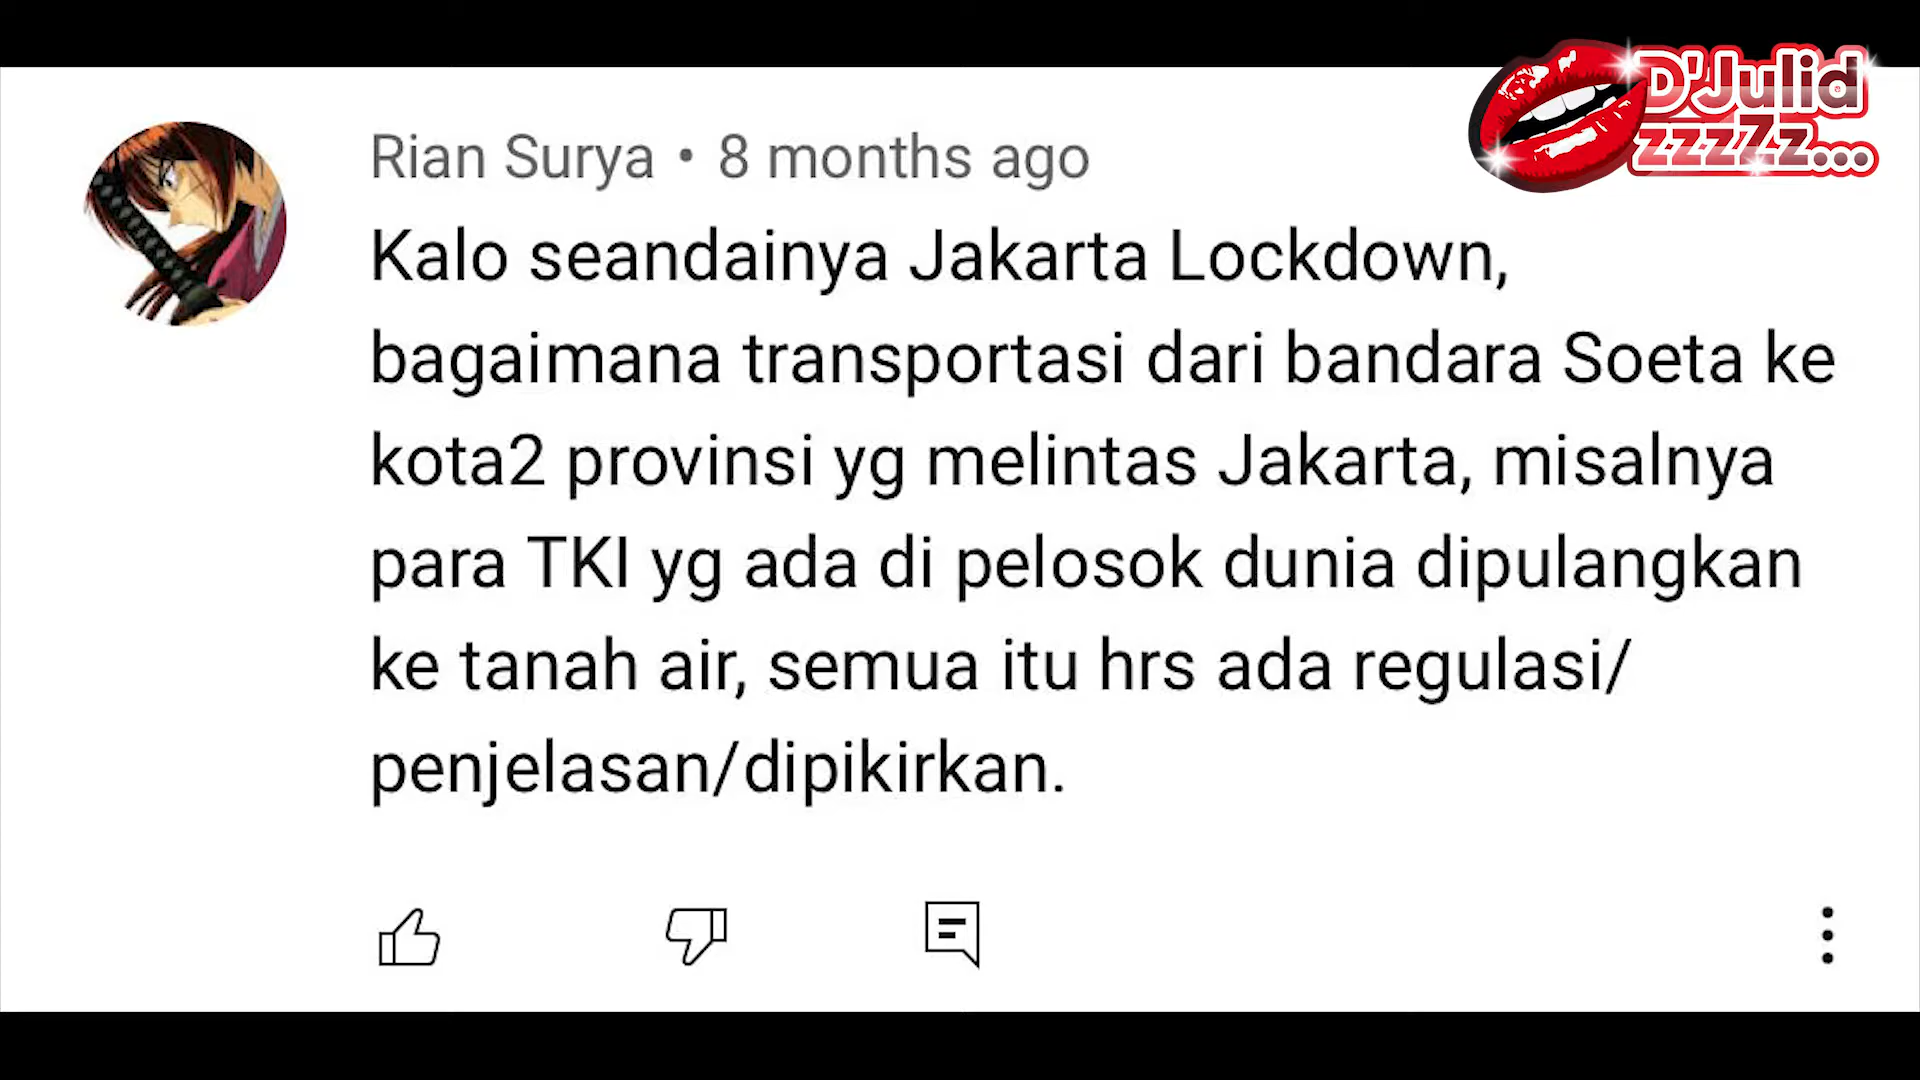 D'Julid
zzzzZz...
Rian Surya • 8 months ago
Kalo seandainya Jakarta Lockdown,
bagaimana transportasi dari bandara Soeta ke
kota2 provinsi yg melintas Jakarta, misalnya
para TKI yg ada di pelosok dunia dipulangkan
ke tanah air, semua itu hrs ada regulasi/
penjelasan/dipikirkan.